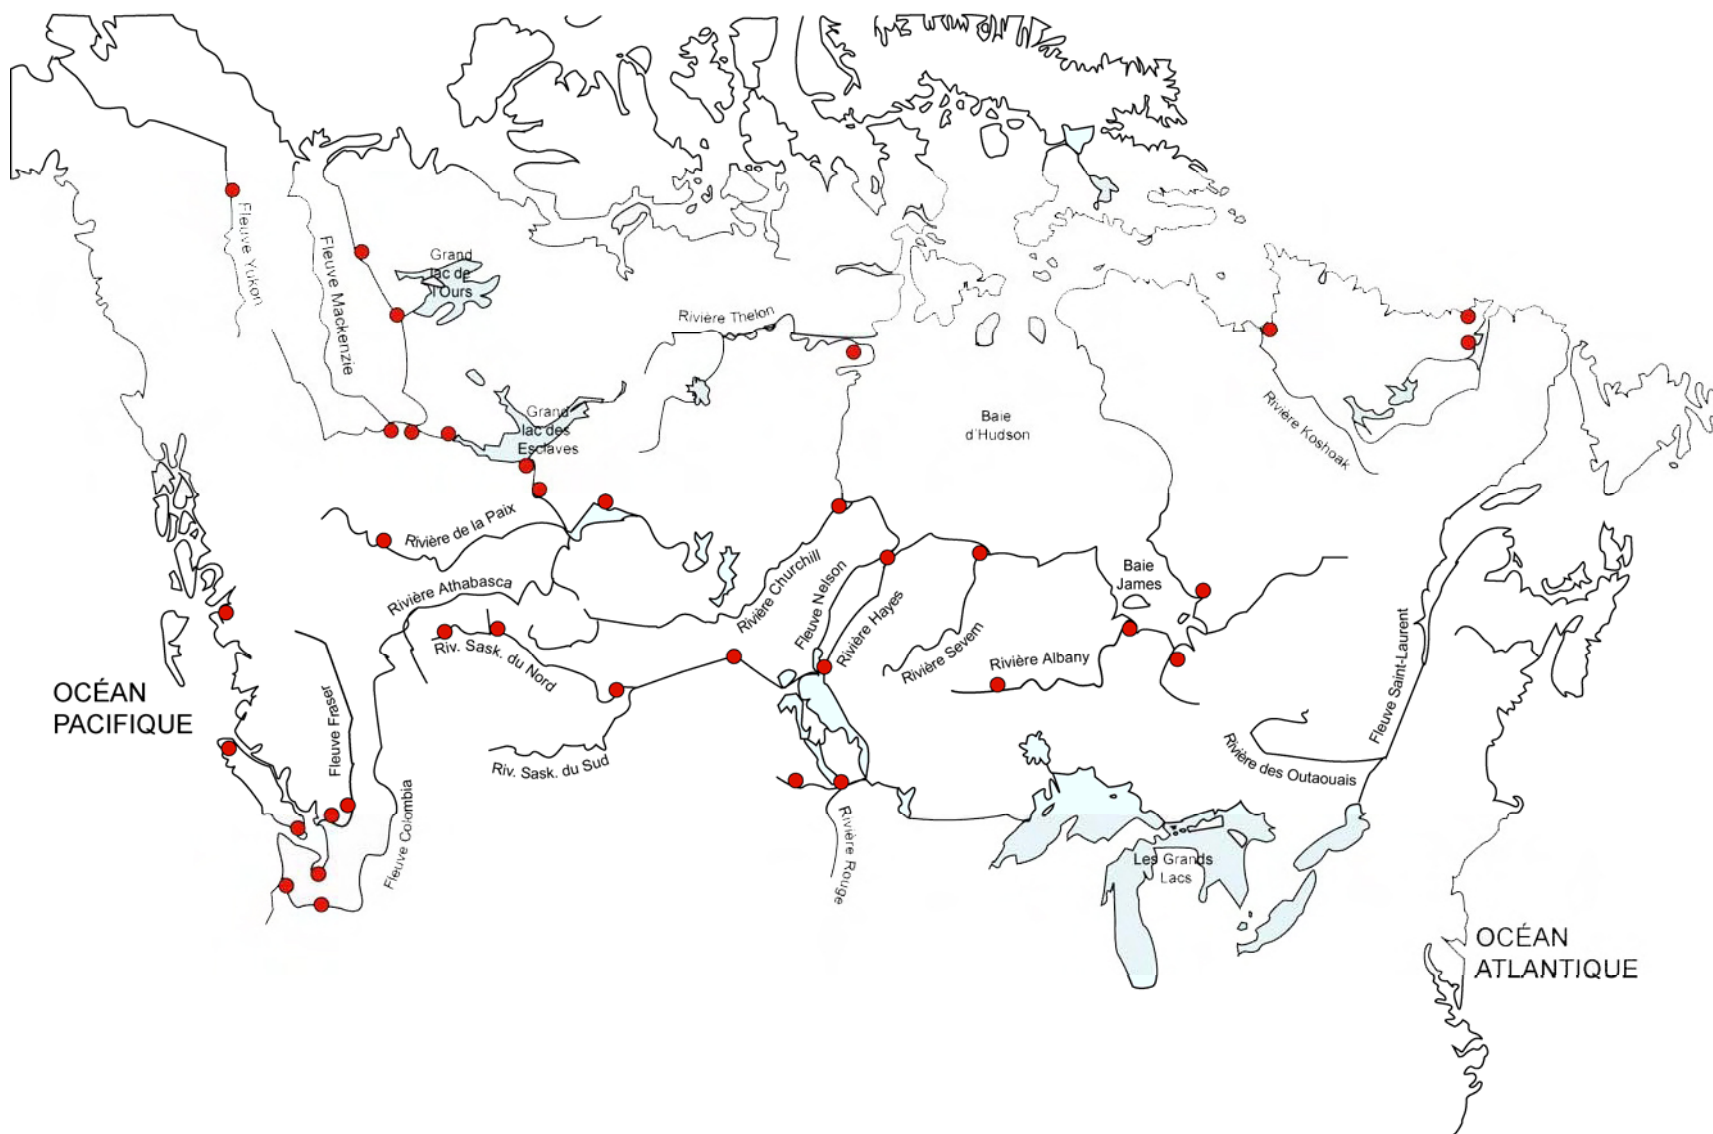 Fleuve Yukon
Fleuve Mackenzie
Grand
lac de
l'Ours
Rivière Thelon
Grand
lac des
Esclaves
Baie
d'Hudson
Rivière Koshoak
Rivière de la Paix
Rivière Athabasca
Rivière Churchill
Fleuve Nelson
Rivière Hayes
Baie
James
Riv. Sask. du Nord
Rivière Severn
Rivière Albany
Fleuve Saint-Laurent
OCÉAN
PACIFIQUE
Fleuve Fraser
Riv. Sask. du Sud
Rivière des Outaouais
Fleuve Colombia
Rivière Rouge
Les Grands
Lacs
OCÉAN
ATLANTIQUE